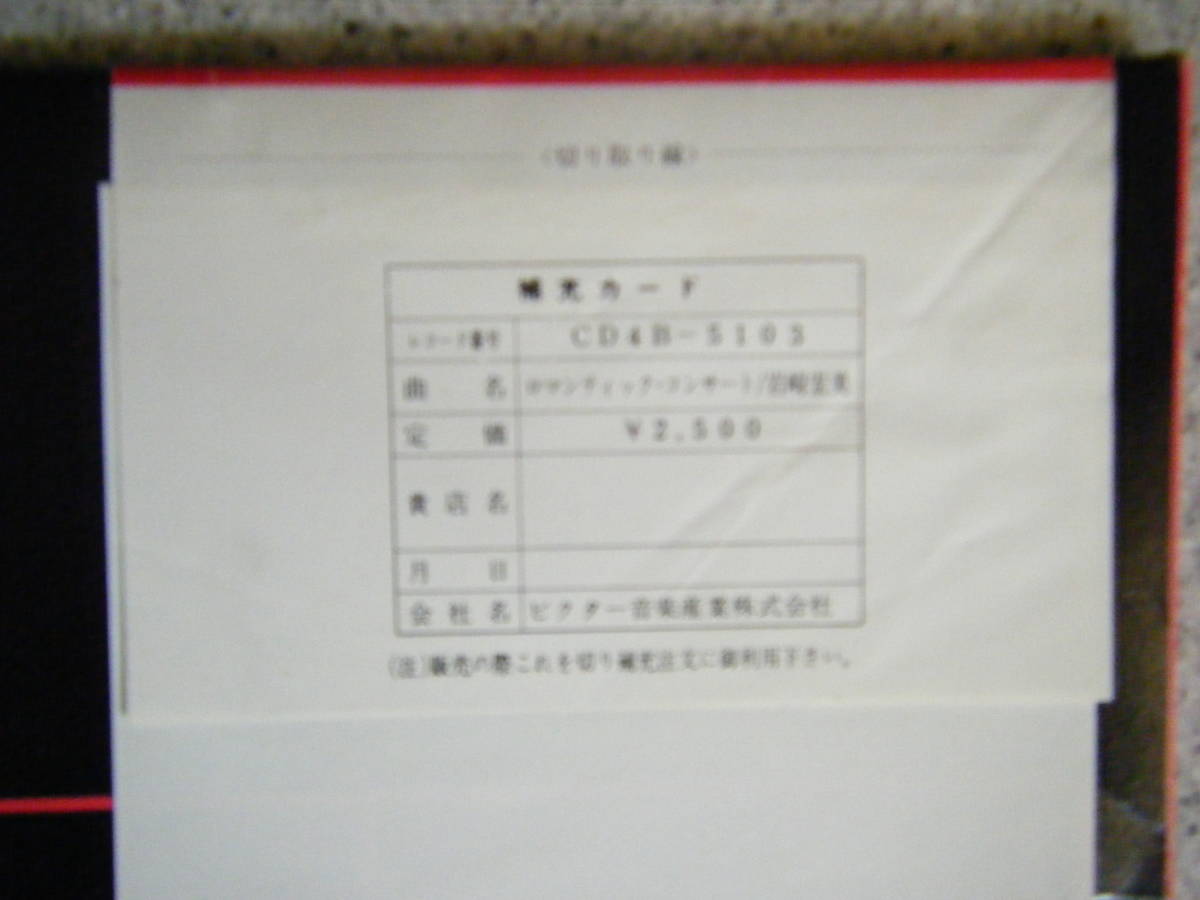 〈切り取り線〉
補充カード
レコード番号 CD4B-5103
曲名 ロマンティック・コンサート/岩崎宏美
定価 ¥2,500
貴店名
月日
会社名 ビクター音楽産業株式会社
(注)販売の際これを切り補充注文に御利用下さい。